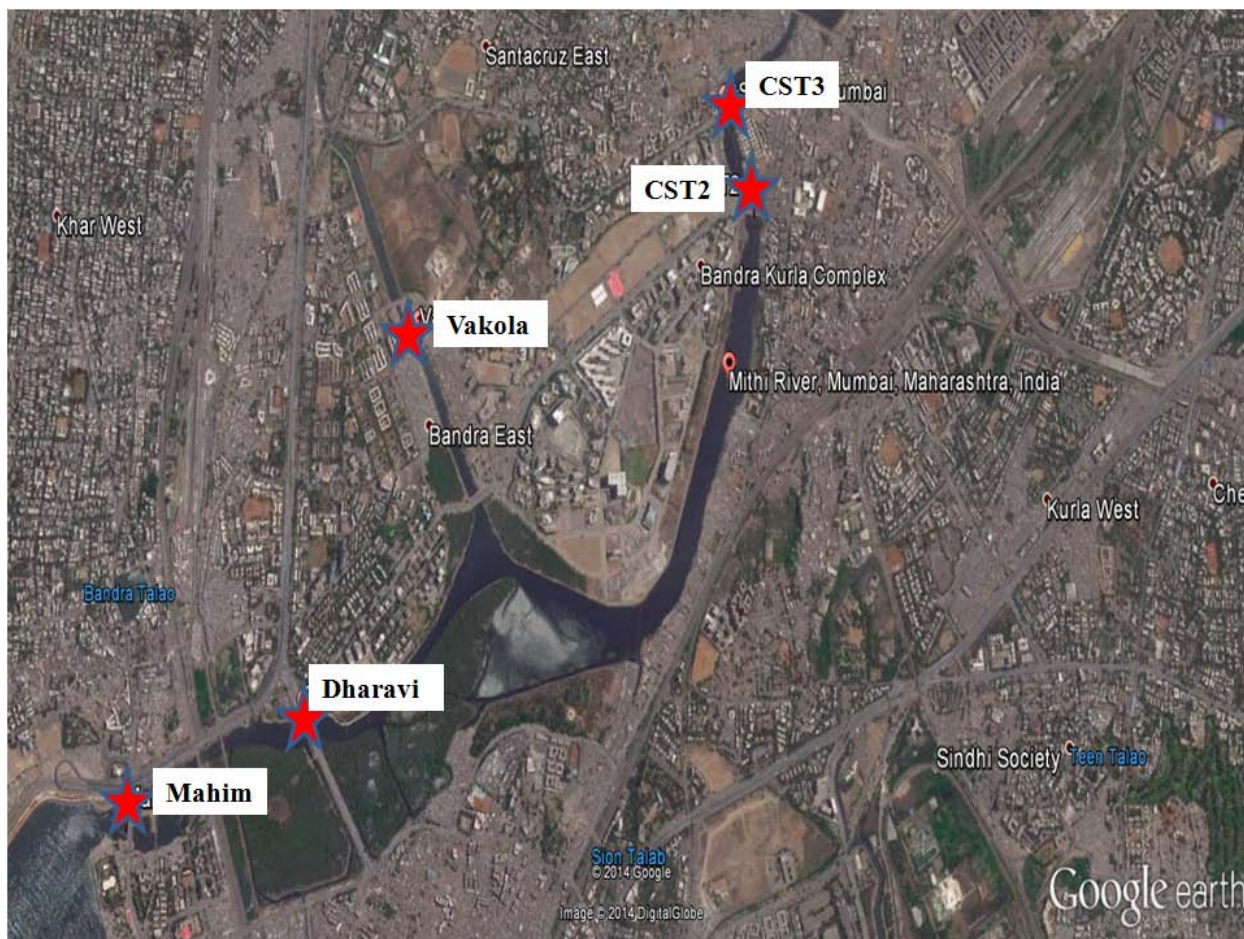 Santacruz East
CST3
umbai
CST2
Khar West
Bandra Kurla Complex
Vakola
Mithi River, Mumbai, Maharashtra, India
Bandra East
Kurla West
Che
Bandra Talao
Dharavi
Sindhi Society
Teen Talao
Mahim
Sion Talab
© 2014 Google
Image © 2014 DigitalGlobe
Google earth